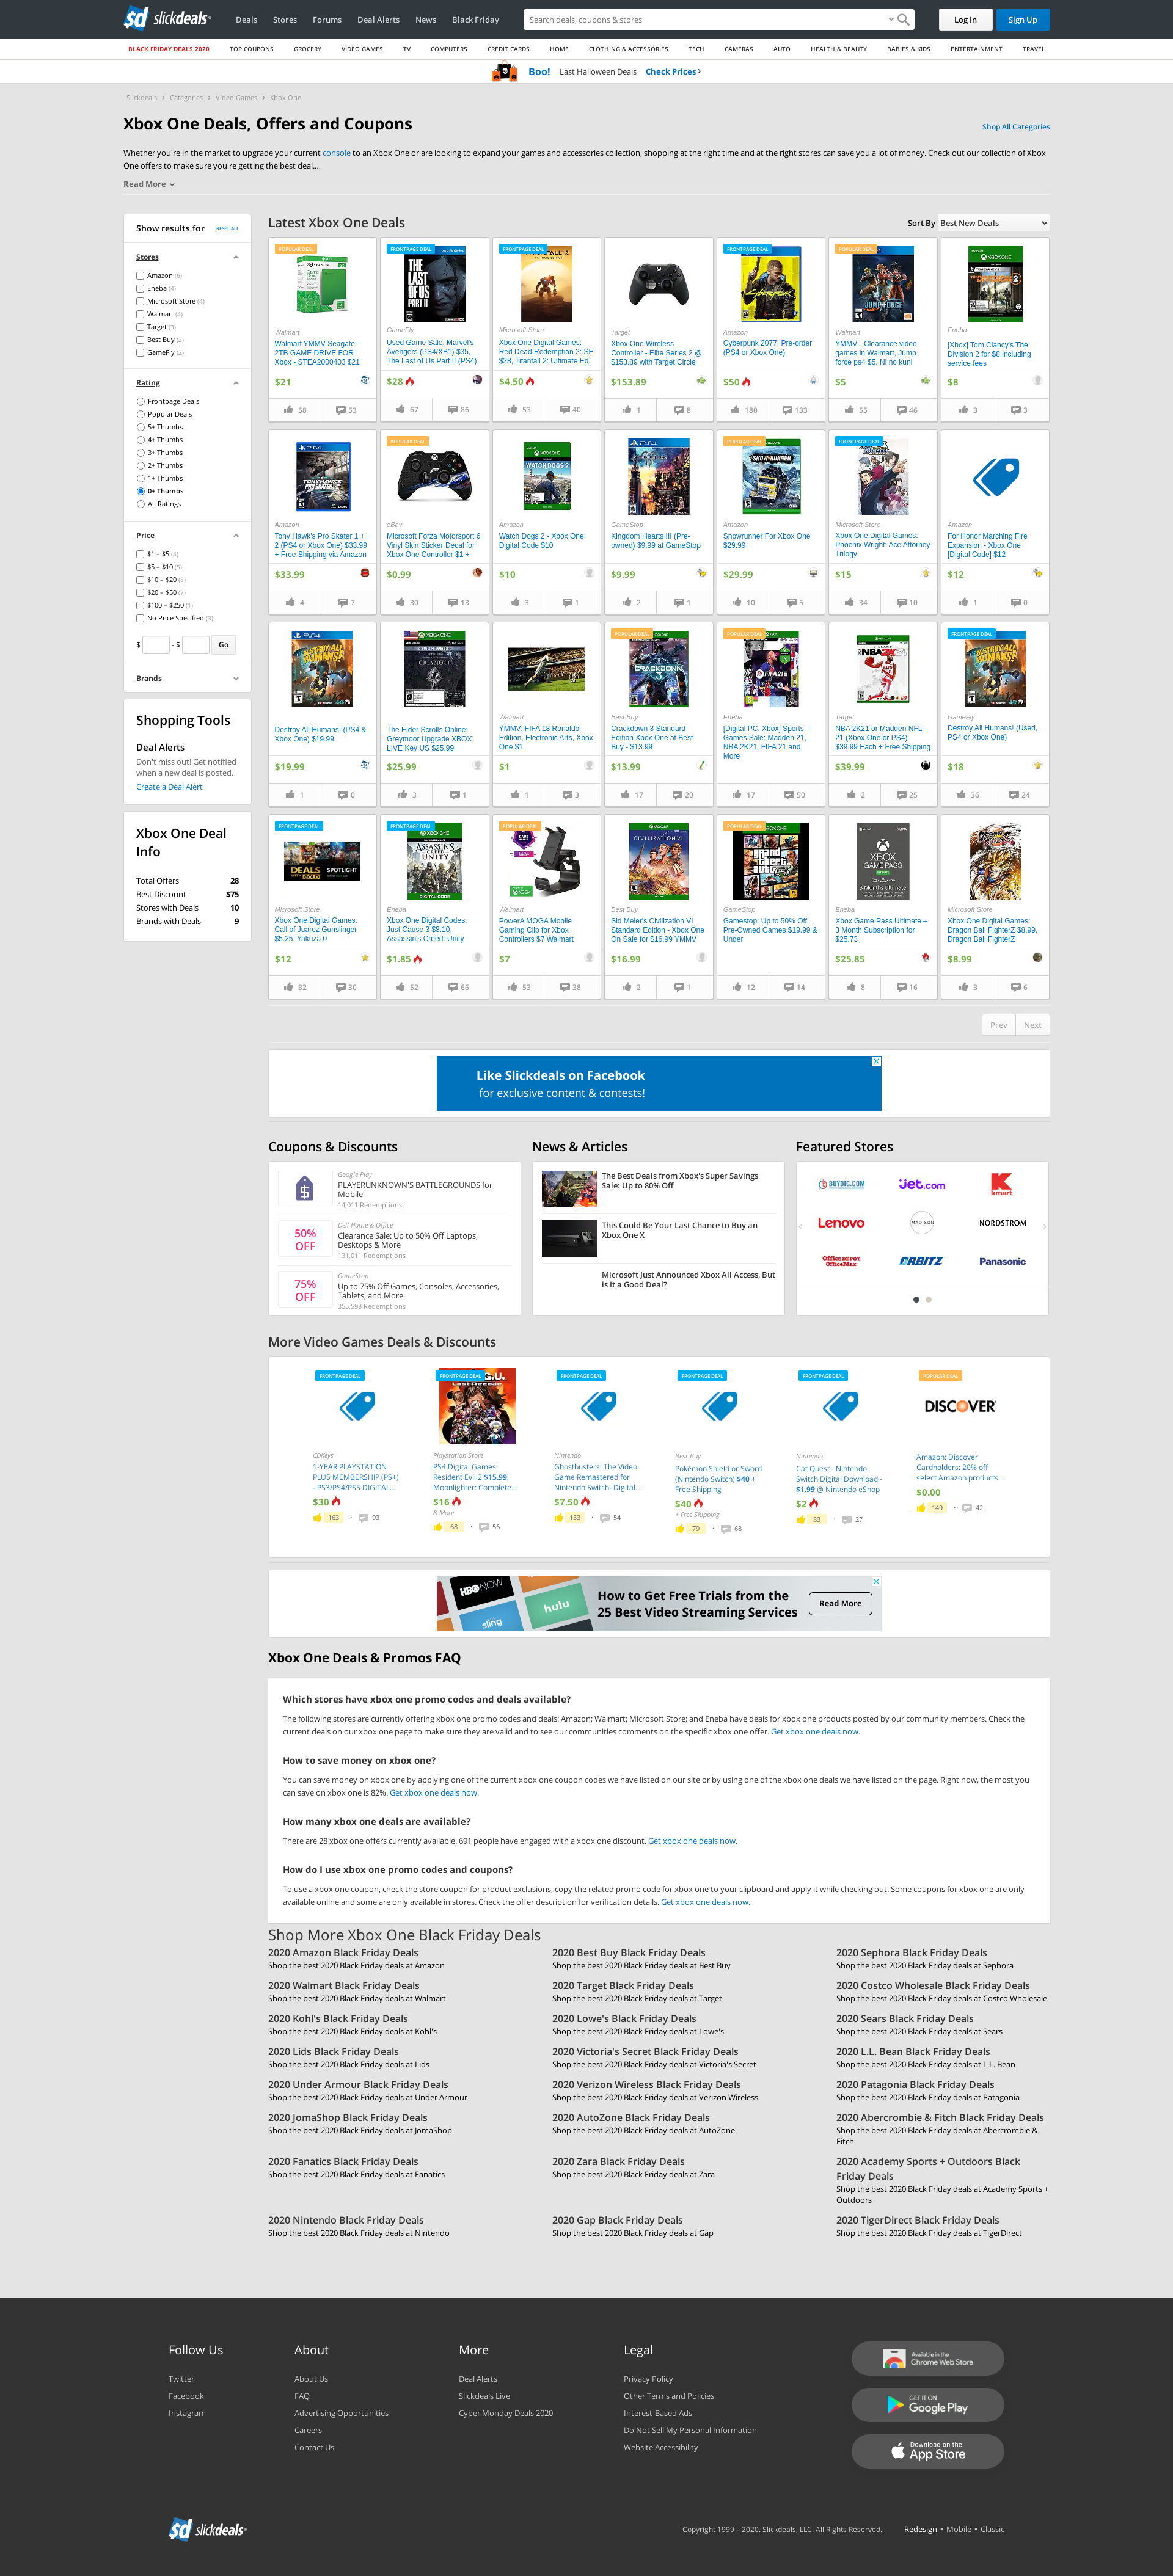 slickdeals
Deals
Stores
Forums
Deal Alerts
News
Black Friday
Search deals, coupons & stores
Log In
Sign Up
BLACK FRIDAY DEALS 2020
TOP COUPONS
GROCERY
VIDEO GAMES
TV
COMPUTERS
CREDIT CARDS
HOME
CLOTHING & ACCESSORIES
TECH
CAMERAS
AUTO
HEALTH & BEAUTY
BABIES & KIDS
ENTERTAINMENT
TRAVEL
Boo! Last Halloween Deals Check Prices
Slickdeals > Categories > Video Games > Xbox One
Xbox One Deals, Offers and Coupons
Shop All Categories
Whether you're in the market to upgrade your current console to an Xbox One or are looking to expand your games and accessories collection, shopping at the right time and at the right stores can save you a lot of money. Check out our collection of Xbox
One offers to make sure you're getting the best deal....
Read More
Show results for RESET ALL
Stores
Amazon (6)
Eneba (4)
Microsoft Store (4)
Walmart (4)
Target (3)
Best Buy (2)
GameFly (2)
Rating
Frontpage Deals
Popular Deals
5+ Thumbs
4+ Thumbs
3+ Thumbs
2+ Thumbs
1+ Thumbs
0+ Thumbs
All Ratings
Price
$1 – $5 (4)
$5 – $10 (5)
$10 – $20 (8)
$20 – $50 (7)
$100 – $250 (1)
No Price Specified (3)
$ - $ Go
Brands
Shopping Tools
Deal Alerts
Don't miss out! Get notified
when a new deal is posted.
Create a Deal Alert
Xbox One Deal
Info
Total Offers 28
Best Discount $75
Stores with Deals 10
Brands with Deals 9
Latest Xbox One Deals
Sort By Best New Deals
POPULAR DEAL
Walmart
Walmart YMMV Seagate
2TB GAME DRIVE FOR
Xbox - STEA2000403 $21
$21
58 53
FRONTPAGE DEAL
THE LAST OF US PART II
GameFly
Used Game Sale: Marvel's
Avengers (PS4/XB1) $35,
The Last of Us Part II (PS4)
$28
67 86
FRONTPAGE DEAL
Microsoft Store
Xbox One Digital Games:
Red Dead Redemption 2: SE
$28, Titanfall 2: Ultimate Ed.
$4.50
53 40
Target
Xbox One Wireless
Controller - Elite Series 2 @
$153.89 with Target Circle
$153.89
1 8
FRONTPAGE DEAL
Cyberpunk
Amazon
Cyberpunk 2077: Pre-order
(PS4 or Xbox One)
$50
180 133
POPULAR DEAL
JUMP FORCE
Walmart
YMMV - Clearance video
games in Walmart, Jump
force ps4 $5, Ni no kuni
$5
55 46
Eneba
[Xbox] Tom Clancy's The
Division 2 for $8 including
service fees
$8
3 3
PS4
TONY HAWK'S PRO SKATER
Amazon
Tony Hawk's Pro Skater 1 +
2 (PS4 or Xbox One) $33.99
+ Free Shipping via Amazon
$33.99
4 7
POPULAR DEAL
eBay
Microsoft Forza Motorsport 6
Vinyl Skin Sticker Decal for
Xbox One Controller $1 +
$0.99
30 13
XBOX ONE
WATCH DOGS 2
Amazon
Watch Dogs 2 - Xbox One
Digital Code $10
$10
3 1
PS4
GameStop
Kingdom Hearts III (Pre-
owned) $9.99 at GameStop
$9.99
2 1
POPULAR DEAL
SNOWRUNNER
Amazon
Snowrunner For Xbox One
$29.99
$29.99
10 5
FRONTPAGE DEAL
Microsoft Store
Xbox One Digital Games:
Phoenix Wright: Ace Attorney
Trilogy
$15
34 10
Amazon
For Honor Marching Fire
Expansion - Xbox One
[Digital Code] $12
$12
1 0
PS4
DESTROY ALL HUMANS!
Destroy All Humans! (PS4 &
Xbox One) $19.99
$19.99
1 0
XBOX ONE
GREYMOOR
The Elder Scrolls Online:
Greymoor Upgrade XBOX
LIVE Key US $25.99
$25.99
3 1
Walmart
YMMV: FIFA 18 Ronaldo
Edition, Electronic Arts, Xbox
One $1
$1
1 3
POPULAR DEAL
CRACKDOWN 3
Best Buy
Crackdown 3 Standard
Edition Xbox One at Best
Buy - $13.99
$13.99
17 20
POPULAR DEAL
FIFA 21
Eneba
[Digital PC, Xbox] Sports
Games Sale: Madden 21,
NBA 2K21, FIFA 21 and
More
17 50
NBA 2K21
Target
NBA 2K21 or Madden NFL
21 (Xbox One or PS4)
$39.99 Each + Free Shipping
$39.99
2 25
FRONTPAGE DEAL
DESTROY ALL HUMANS!
GameFly
Destroy All Humans! (Used,
PS4 or Xbox One)
$18
36 24
FRONTPAGE DEAL
DEALS WITH GOLD SPOTLIGHT
Microsoft Store
Xbox One Digital Games:
Call of Juarez Gunslinger
$5.25, Yakuza 0
$12
32 30
FRONTPAGE DEAL
XBOX ONE
ASSASSIN'S CREED UNITY
DIGITAL CODE
Eneba
Xbox One Digital Codes:
Just Cause 3 $8.10,
Assassin's Creed: Unity
$1.85
52 66
POPULAR DEAL
XBOX
Walmart
PowerA MOGA Mobile
Gaming Clip for Xbox
Controllers $7 Walmart
$7
53 38
XBOX ONE
CIVILIZATION VI
Best Buy
Sid Meier's Civilization VI
Standard Edition - Xbox One
On Sale for $16.99 YMMV
$16.99
2 1
POPULAR DEAL
XBOX ONE
grand theft auto V
GameStop
Gamestop: Up to 50% Off
Pre-Owned Games $19.99 &
Under
12 14
XBOX
GAME PASS
3 Months Ultimate
Eneba
Xbox Game Pass Ultimate –
3 Month Subscription for
$25.73
$25.85
8 16
Microsoft Store
Xbox One Digital Games:
Dragon Ball FighterZ $8.99,
Dragon Ball FighterZ
$8.99
3 6
Prev Next
Like Slickdeals on Facebook
for exclusive content & contests!
Coupons & Discounts
Google Play
PLAYERUNKNOWN'S BATTLEGROUNDS for
Mobile
14,011 Redemptions
50%
OFF
Dell Home & Office
Clearance Sale: Up to 50% Off Laptops,
Desktops & More
131,011 Redemptions
75%
OFF
GameStop
Up to 75% Off Games, Consoles, Accessories,
Tablets, and More
355,598 Redemptions
News & Articles
The Best Deals from Xbox's Super Savings
Sale: Up to 80% Off
This Could Be Your Last Chance to Buy an
Xbox One X
Microsoft Just Announced Xbox All Access, But
is It a Good Deal?
Featured Stores
BUYDIG.COM
Jet.com
kmart
Lenovo
MADISON
NORDSTROM
Office DEPOT
OfficeMax
ORBITZ
Panasonic
More Video Games Deals & Discounts
FRONTPAGE DEAL
CDKeys
1-YEAR PLAYSTATION
PLUS MEMBERSHIP (PS+)
- PS3/PS4/PS5 DIGITAL...
$30
163 · 93
FRONTPAGE DEAL
Playstation Store
PS4 Digital Games:
Resident Evil 2 $15.99,
Moonlighter: Complete...
$16
& More
68 · 56
FRONTPAGE DEAL
Nintendo
Ghostbusters: The Video
Game Remastered for
Nintendo Switch- Digital...
$7.50
153 · 54
FRONTPAGE DEAL
Best Buy
Pokémon Shield or Sword
(Nintendo Switch) $40 +
Free Shipping
$40
+ Free Shipping
79 · 68
FRONTPAGE DEAL
Nintendo
Cat Quest - Nintendo
Switch Digital Download -
$1.99 @ Nintendo eShop
$2
83 · 27
POPULAR DEAL
DISCOVER
Amazon: Discover
Cardholders: 20% off
select Amazon products...
$0.00
149 · 42
HBO NOW
hulu
sling
How to Get Free Trials from the
25 Best Video Streaming Services
Read More
Xbox One Deals & Promos FAQ
Which stores have xbox one promo codes and deals available?
The following stores are currently offering xbox one promo codes and deals: Amazon; Walmart; Microsoft Store; and Eneba have deals for xbox one products posted by our community members. Check the
current deals on our xbox one page to make sure they are valid and to see our communities comments on the specific xbox one offer. Get xbox one deals now.
How to save money on xbox one?
You can save money on xbox one by applying one of the current xbox one coupon codes we have listed on our site or by using one of the xbox one deals we have listed on the page. Right now, the most you
can save on xbox one is 82%. Get xbox one deals now.
How many xbox one deals are available?
There are 28 xbox one offers currently available. 691 people have engaged with a xbox one discount. Get xbox one deals now.
How do I use xbox one promo codes and coupons?
To use a xbox one coupon, check the store coupon for product exclusions, copy the related promo code for xbox one to your clipboard and apply it while checking out. Some coupons for xbox one are only
available online and some are only available in stores. Check the offer description for verification details. Get xbox one deals now.
Shop More Xbox One Black Friday Deals
2020 Amazon Black Friday Deals
Shop the best 2020 Black Friday deals at Amazon
2020 Best Buy Black Friday Deals
Shop the best 2020 Black Friday deals at Best Buy
2020 Sephora Black Friday Deals
Shop the best 2020 Black Friday deals at Sephora
2020 Walmart Black Friday Deals
Shop the best 2020 Black Friday deals at Walmart
2020 Target Black Friday Deals
Shop the best 2020 Black Friday deals at Target
2020 Costco Wholesale Black Friday Deals
Shop the best 2020 Black Friday deals at Costco Wholesale
2020 Kohl's Black Friday Deals
Shop the best 2020 Black Friday deals at Kohl's
2020 Lowe's Black Friday Deals
Shop the best 2020 Black Friday deals at Lowe's
2020 Sears Black Friday Deals
Shop the best 2020 Black Friday deals at Sears
2020 Lids Black Friday Deals
Shop the best 2020 Black Friday deals at Lids
2020 Victoria's Secret Black Friday Deals
Shop the best 2020 Black Friday deals at Victoria's Secret
2020 L.L. Bean Black Friday Deals
Shop the best 2020 Black Friday deals at L.L. Bean
2020 Under Armour Black Friday Deals
Shop the best 2020 Black Friday deals at Under Armour
2020 Verizon Wireless Black Friday Deals
Shop the best 2020 Black Friday deals at Verizon Wireless
2020 Patagonia Black Friday Deals
Shop the best 2020 Black Friday deals at Patagonia
2020 JomaShop Black Friday Deals
Shop the best 2020 Black Friday deals at JomaShop
2020 AutoZone Black Friday Deals
Shop the best 2020 Black Friday deals at AutoZone
2020 Abercrombie & Fitch Black Friday Deals
Shop the best 2020 Black Friday deals at Abercrombie &
Fitch
2020 Fanatics Black Friday Deals
Shop the best 2020 Black Friday deals at Fanatics
2020 Zara Black Friday Deals
Shop the best 2020 Black Friday deals at Zara
2020 Academy Sports + Outdoors Black
Friday Deals
Shop the best 2020 Black Friday deals at Academy Sports +
Outdoors
2020 Nintendo Black Friday Deals
Shop the best 2020 Black Friday deals at Nintendo
2020 Gap Black Friday Deals
Shop the best 2020 Black Friday deals at Gap
2020 TigerDirect Black Friday Deals
Shop the best 2020 Black Friday deals at TigerDirect
Follow Us
Twitter
Facebook
Instagram
About
About Us
FAQ
Advertising Opportunities
Careers
Contact Us
More
Deal Alerts
Slickdeals Live
Cyber Monday Deals 2020
Legal
Privacy Policy
Other Terms and Policies
Interest-Based Ads
Do Not Sell My Personal Information
Website Accessibility
Available in the
Chrome Web Store
GET IT ON
Google Play
Download on the
App Store
slickdeals
Copyright 1999 – 2020. Slickdeals, LLC. All Rights Reserved.
Redesign • Mobile • Classic